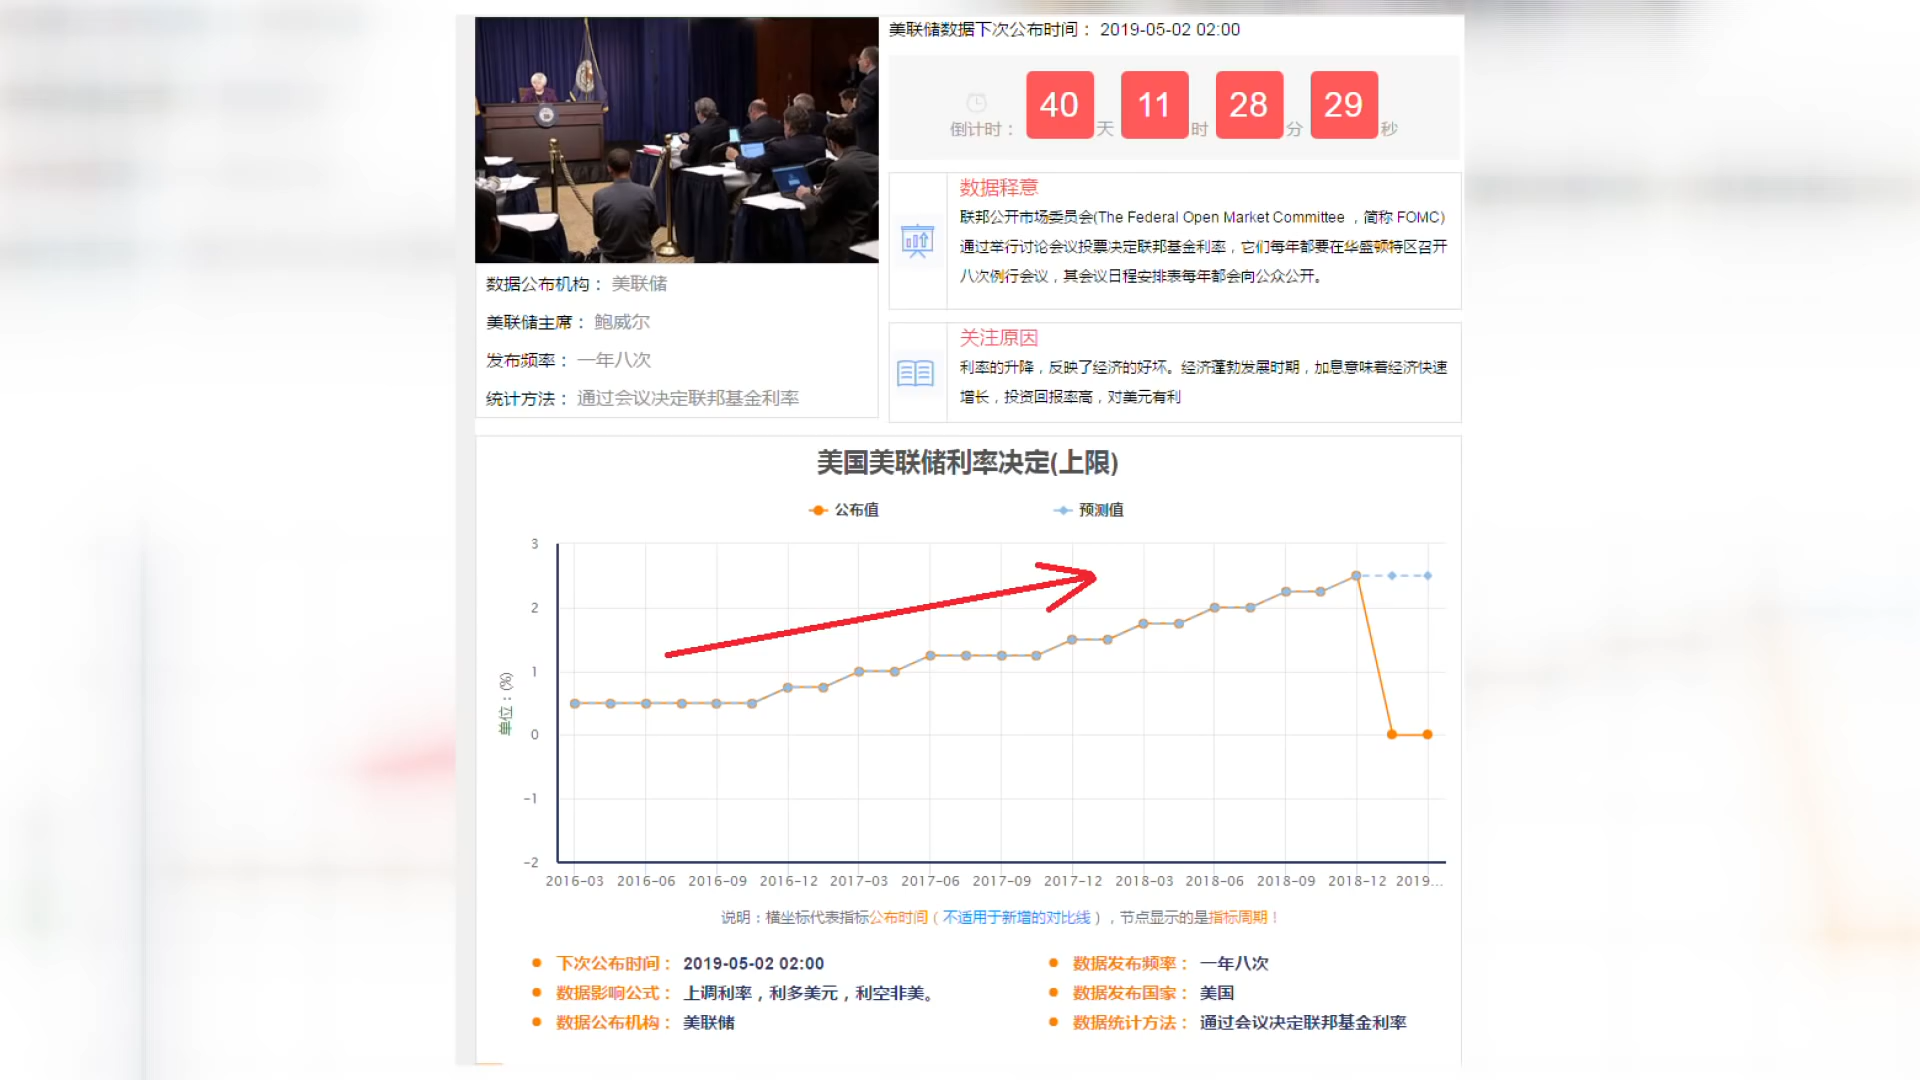 美联储数据下次公布时间： 2019-05-02 02:00
倒计时： 40 天 11 时 28 分 29 秒
数据释意
联邦公开市场委员会(The Federal Open Market Committee ，简称 FOMC)
通过举行讨论会议投票决定联邦基金利率，它们每年都要在华盛顿特区召开
八次例行会议，其会议日程安排表每年都会向公众公开。
数据公布机构： 美联储
美联储主席： 鲍威尔
发布频率： 一年八次
统计方法： 通过会议决定联邦基金利率
关注原因
利率的升降，反映了经济的好坏。经济蓬勃发展时期，加息意味着经济快速
增长，投资回报率高，对美元有利
美国美联储利率决定(上限)
公布值 预测值
3
2
1
0
-1
-2
单位：(%)
2016-03 2016-06 2016-09 2016-12 2017-03 2017-06 2017-09 2017-12 2018-03 2018-06 2018-09 2018-12 2019...
说明：横坐标代表指标公布时间（不适用于新增的对比线），节点显示的是指标周期！
下次公布时间： 2019-05-02 02:00
数据发布频率： 一年八次
数据影响公式： 上调利率，利多美元，利空非美。
数据发布国家： 美国
数据公布机构： 美联储
数据统计方法： 通过会议决定联邦基金利率